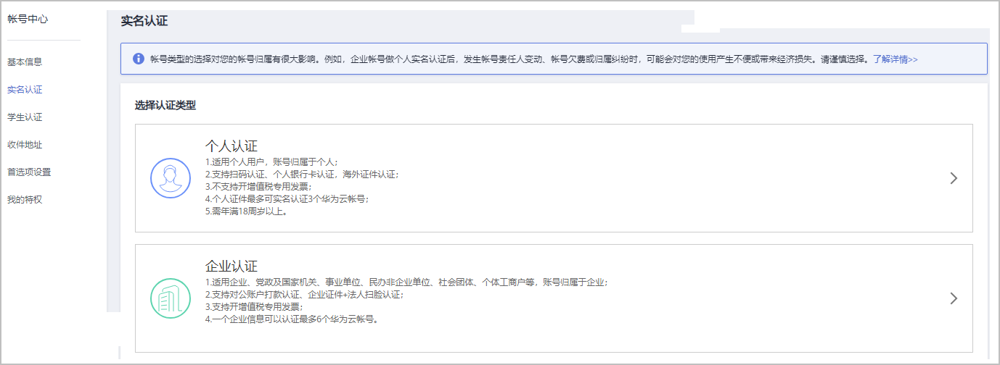 帐号中心
基本信息
实名认证
学生认证
收件地址
首选项设置
我的特权
实名认证
帐号类型的选择对您的帐号归属有很大影响。例如，企业帐号做个人实名认证后，发生帐号责任人变动、帐号欠费或归属纠纷时，可能会对您的使用产生不便或带来经济损失。请谨慎选择。了解详情>>
选择认证类型
个人认证
1.适用个人用户，账号归属于个人；
2.支持扫码认证、个人银行卡认证，海外证件认证；
3.不支持开增值税专用发票；
4.个人证件最多可实名认证3个华为云帐号；
5.需年满18周岁以上。
企业认证
1.适用企业、党政及国家机关、事业单位、民办非企业单位、社会团体、个体工商户等，账号归属于企业；
2.支持对公账户打款认证、企业证件+法人扫脸认证；
3.支持开增值税专用发票；
4.一个企业信息可以认证最多6个华为云帐号。